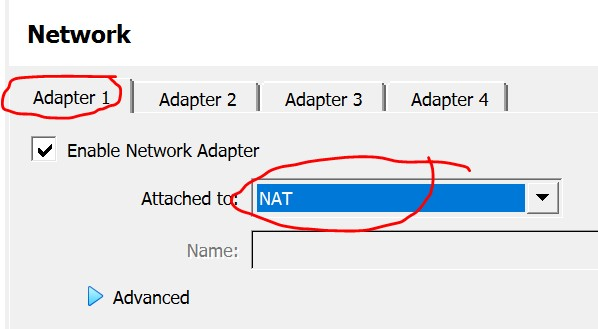 Network
Adapter 1 Adapter 2 Adapter 3 Adapter 4
Enable Network Adapter
Attached to: NAT
Name:
Advanced